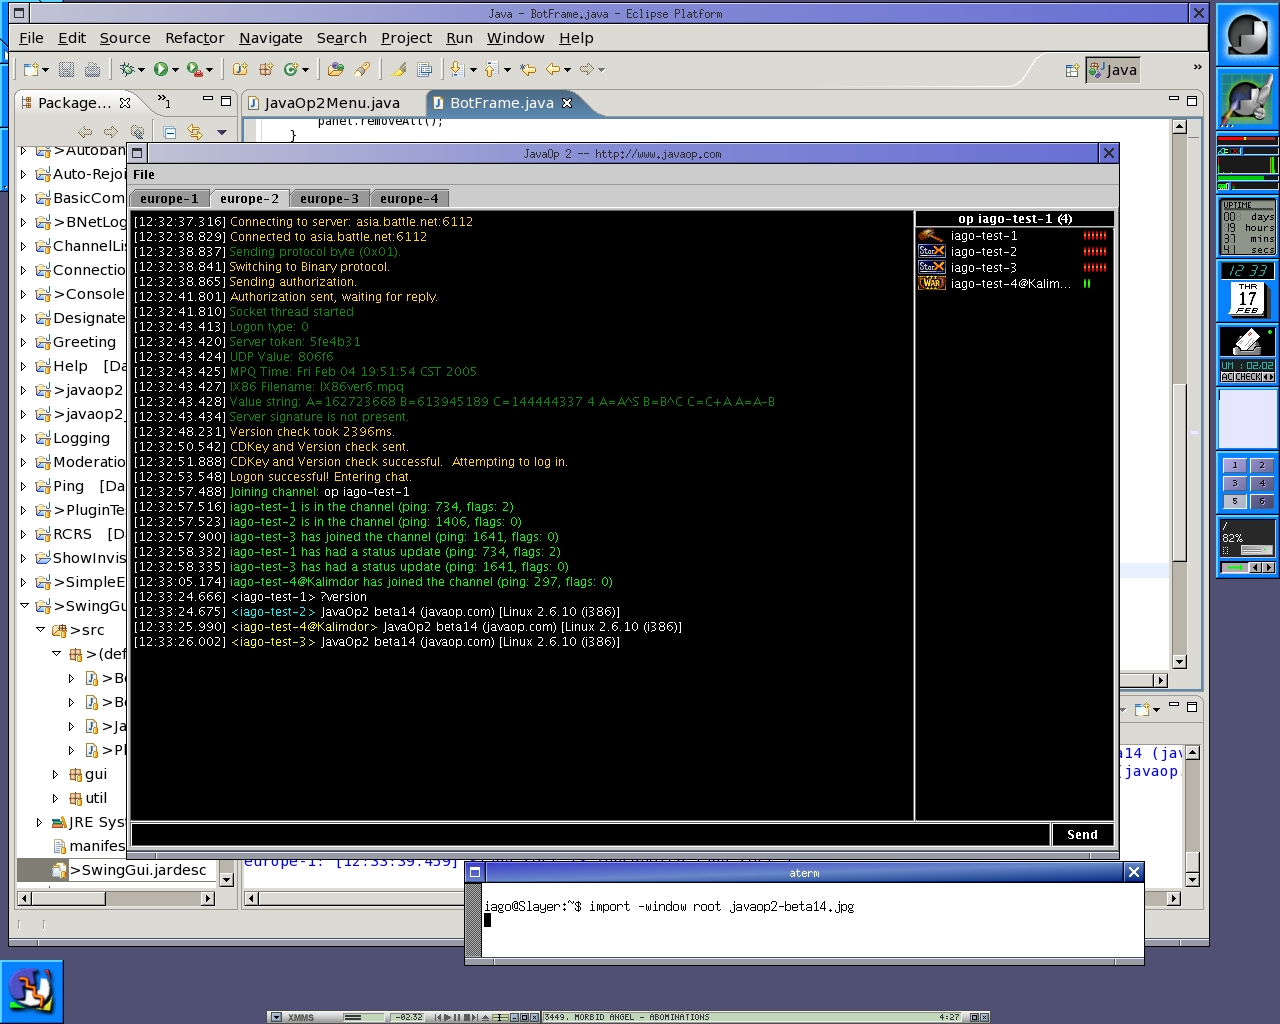 Java - BotFrame.java - Eclipse Platform
File Edit Source Refactor Navigate Search Project Run Window Help
Java
Package...
JavaOp2Menu.java
BotFrame.java
panel.removeAll();
}
>Autoban
Auto-Rejoi
BasicCom
>BNetLog
ChannelLis
Connectio
>Console
Designate
Greeting
Help [Da
>javaop2
>javaop2_
Logging
Moderatio
Ping [Da
>PluginTe
RCRS [D
ShowInvis
>SimpleE
>SwingGui
>src
>(def
>B
>B
>Ja
>Pl
gui
util
JRE Sys
manifes
>SwingGui.jardesc
JavaOp 2 -- http://www.javaop.com
File
europe-1 europe-2 europe-3 europe-4
[12:32:37.316] Connecting to server: asia.battle.net:6112
[12:32:38.829] Connected to asia.battle.net:6112
[12:32:38.837] Sending protocol byte (0x01).
[12:32:38.841] Switching to Binary protocol.
[12:32:38.865] Sending authorization.
[12:32:41.801] Authorization sent, waiting for reply.
[12:32:41.810] Socket thread started
[12:32:43.413] Logon type: 0
[12:32:43.420] Server token: 5fe4b31
[12:32:43.424] UDP Value: 806f6
[12:32:43.425] MPQ Time: Fri Feb 04 19:51:54 CST 2005
[12:32:43.427] IX86 Filename: IX86ver6.mpq
[12:32:43.428] Value string: A=162723668 B=613945189 C=144444337 4 A=A^S B=B^C C=C+A A=A-B
[12:32:43.434] Server signature is not present.
[12:32:48.231] Version check took 2396ms.
[12:32:50.542] CDKey and Version check sent.
[12:32:51.888] CDKey and Version check successful. Attempting to log in.
[12:32:53.548] Logon successful! Entering chat.
[12:32:57.488] Joining channel: op iago-test-1
[12:32:57.516] iago-test-1 is in the channel (ping: 734, flags: 2)
[12:32:57.523] iago-test-2 is in the channel (ping: 1406, flags: 0)
[12:32:57.900] iago-test-3 has joined the channel (ping: 1641, flags: 0)
[12:32:58.332] iago-test-1 has had a status update (ping: 734, flags: 2)
[12:32:58.335] iago-test-3 has had a status update (ping: 1641, flags: 0)
[12:33:05.174] iago-test-4@Kalimdor has joined the channel (ping: 297, flags: 0)
[12:33:24.666] <iago-test-1> ?version
[12:33:24.675] <iago-test-2> JavaOp2 beta14 (javaop.com) [Linux 2.6.10 (i386)]
[12:33:25.990] <iago-test-4@Kalimdor> JavaOp2 beta14 (javaop.com) [Linux 2.6.10 (i386)]
[12:33:26.002] <iago-test-3> JavaOp2 beta14 (javaop.com) [Linux 2.6.10 (i386)]
op iago-test-1 (4)
iago-test-1
iago-test-2
iago-test-3
WAR iago-test-4@Kalim...
Send
a14 (jav
(javaop.
europe-1: [12:33:39.459]
aterm
iago@Slayer:~$ import -window root javaop2-beta14.jpg
UPTIME
days
19 hours
37 mins
41 secs
12 33
THR
17
FEB
AC CHECK
1 2
3 4
5 6
/
82%
XMMS -02:32 3449. MORBID ANGEL - ABOMINATIONS 4:27